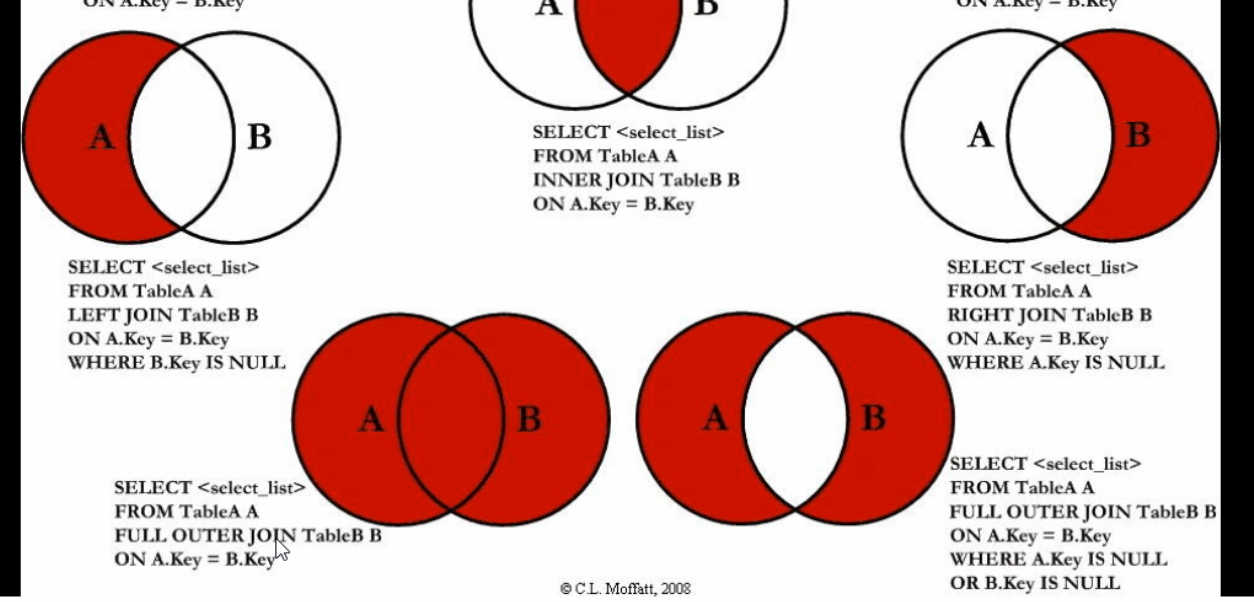 ON A.Key = B.Key
ON A.Key = B.Key
A B
A B
SELECT <select_list>
FROM TableA A
INNER JOIN TableB B
ON A.Key = B.Key
A B
SELECT <select_list>
FROM TableA A
LEFT JOIN TableB B
ON A.Key = B.Key
WHERE B.Key IS NULL
SELECT <select_list>
FROM TableA A
RIGHT JOIN TableB B
ON A.Key = B.Key
WHERE A.Key IS NULL
A B
A B
SELECT <select_list>
FROM TableA A
FULL OUTER JOIN TableB B
ON A.Key = B.Key
SELECT <select_list>
FROM TableA A
FULL OUTER JOIN TableB B
ON A.Key = B.Key
WHERE A.Key IS NULL
OR B.Key IS NULL
© C.L. Moffatt, 2008